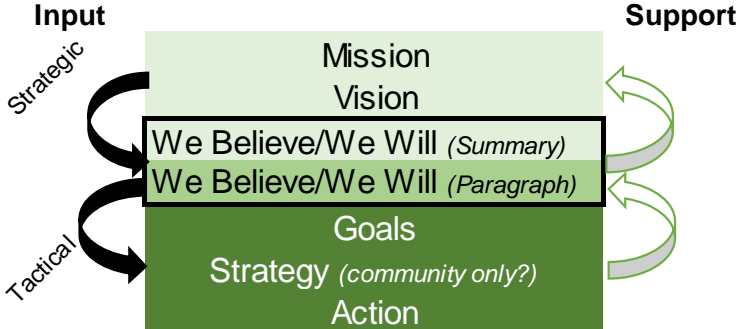 Input
Support
Strategic
Mission
Vision
We Believe/We Will (Summary)
We Believe/We Will (Paragraph)
Goals
Tactical
Strategy (community only?)
Action